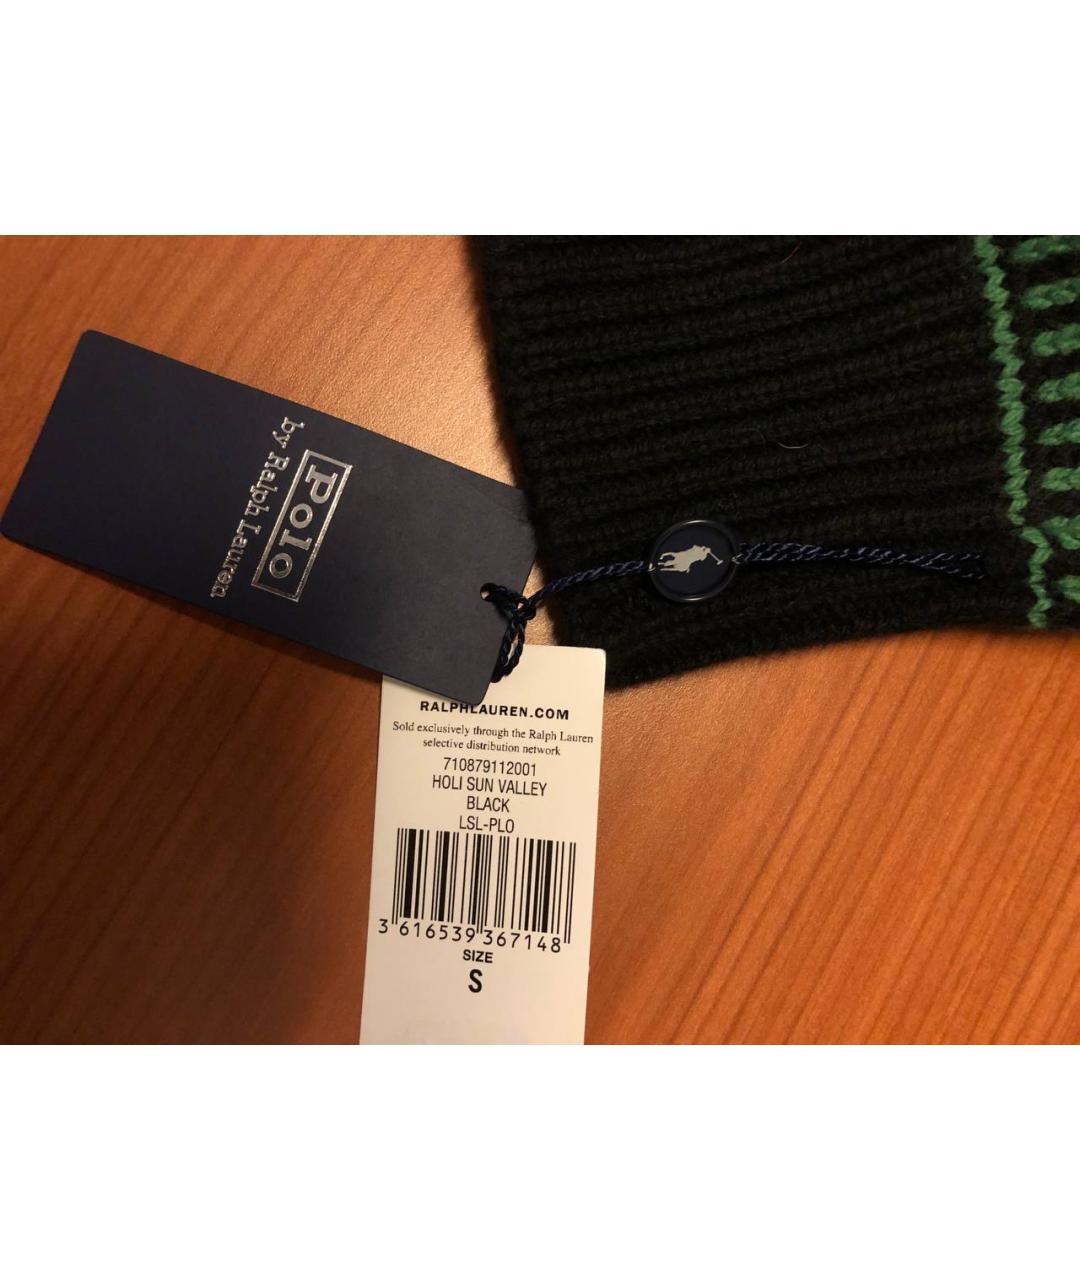 Polo
by Ralph Lauren
RALPHLAUREN.COM
Sold exclusively through the Ralph Lauren
selective distribution network
710879112001
HOLI SUN VALLEY
BLACK
LSL-PLO
3 616539 367148
SIZE
S